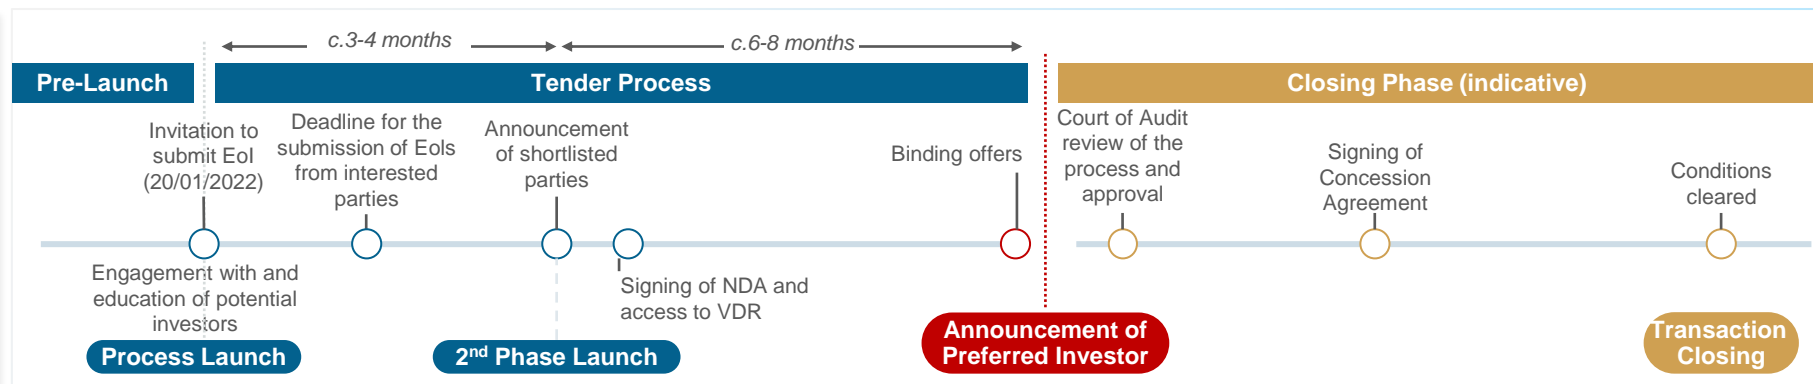 c.3-4 months
c.6-8 months
Pre-Launch
Tender Process
Closing Phase (indicative)
Invitation to
submit EoI
(20/01/2022)
Deadline for the
submission of EoIs
from interested
parties
Announcement
of shortlisted
parties
Binding offers
Court of Audit
review of the
process and
approval
Signing of
Concession
Agreement
Conditions
cleared
Engagement with and
education of potential
investors
Signing of NDA and
access to VDR
Process Launch
2nd Phase Launch
Announcement of
Preferred Investor
Transaction
Closing